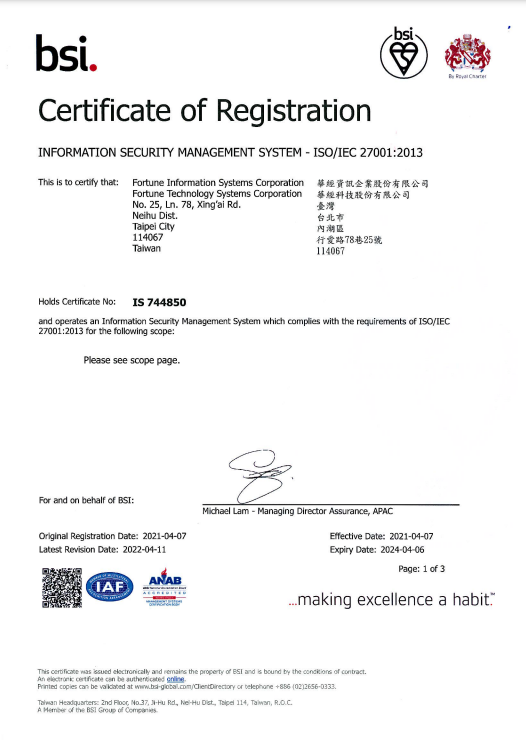 bsi.
bsi
By Royal Charter
Certificate of Registration
INFORMATION SECURITY MANAGEMENT SYSTEM - ISO/IEC 27001:2013
This is to certify that:
Fortune Information Systems Corporation
Fortune Technology Systems Corporation
No. 25, Ln. 78, Xing'ai Rd.
Neihu Dist.
Taipei City
114067
Taiwan
華經資訊企業股份有限公司
華經科技股份有限公司
臺灣
台北市
內湖區
行愛路78巷25號
114067
Holds Certificate No: IS 744850
and operates an Information Security Management System which complies with the requirements of ISO/IEC
27001:2013 for the following scope:
Please see scope page.
For and on behalf of BSI:
Michael Lam - Managing Director Assurance, APAC
Original Registration Date: 2021-04-07
Effective Date: 2021-04-07
Latest Revision Date: 2022-04-11
Expiry Date: 2024-04-06
Page: 1 of 3
IAF
ANAB
ACCREDITED
MANAGEMENT SYSTEMS
CERTIFICATION BODY
...making excellence a habit.™
This certificate was issued electronically and remains the property of BSI and is bound by the conditions of contract.
An electronic certificate can be authenticated online.
Printed copies can be validated at www.bsi-global.com/ClientDirectory or telephone +886 (02)2656-0333.
Taiwan Headquarters: 2nd Floor, No.37, Ji-Hu Rd., Nei-Hu Dist., Taipei 114, Taiwan, R.O.C.
A Member of the BSI Group of Companies.